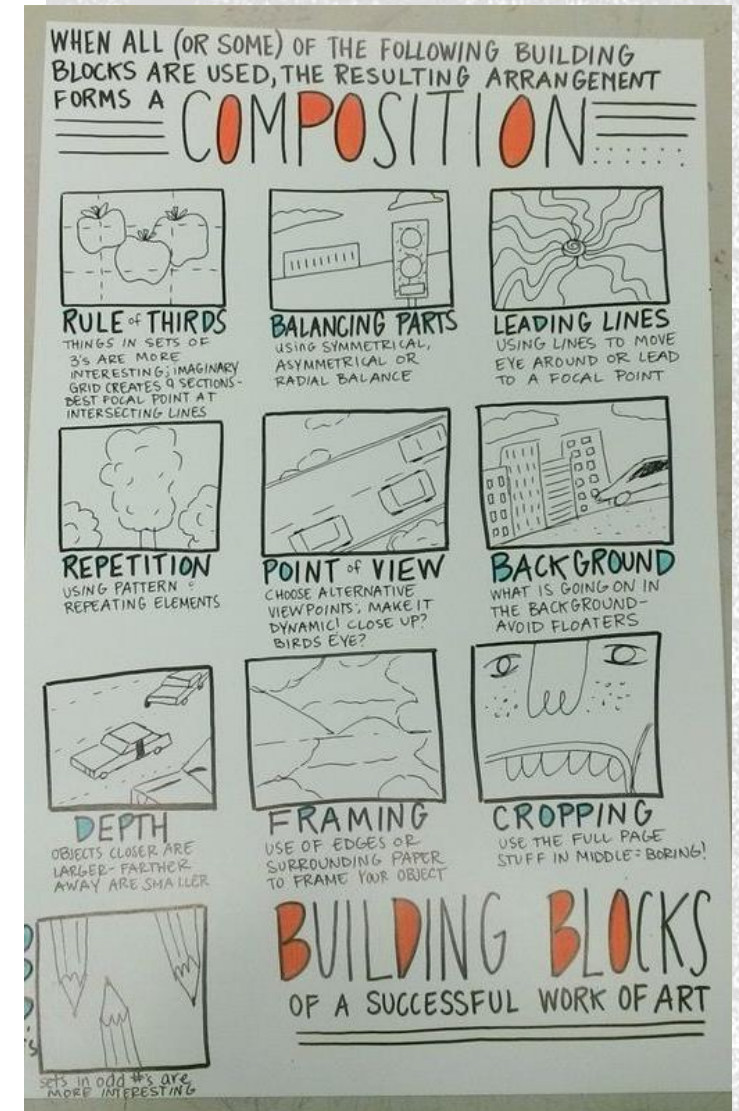 WHEN ALL (OR SOME) OF THE FOLLOWING BUILDING
BLOCKS ARE USED, THE RESULTING ARRANGEMENT
FORMS A COMPOSITION
RULE of THIRDS
THINGS IN SETS OF
3'S ARE MORE
INTERESTING; IMAGINARY
GRID CREATES 9 SECTIONS-
BEST FOCAL POINT AT
INTERSECTING LINES
BALANCING PARTS
USING SYMMETRICAL,
ASYMMETRICAL OR
RADIAL BALANCE
LEADING LINES
USING LINES TO MOVE
EYE AROUND OR LEAD
TO A FOCAL POINT
REPETITION
USING PATTERN &
REPEATING ELEMENTS
POINT of VIEW
CHOOSE ALTERNATIVE
VIEWPOINTS; MAKE IT
DYNAMIC! CLOSE UP?
BIRDS EYE?
BACKGROUND
WHAT IS GOING ON IN
THE BACKGROUND-
AVOID FLOATERS
DEPTH
OBJECTS CLOSER ARE
LARGER- FARTHER
AWAY ARE SMALLER
FRAMING
USE OF EDGES OR
SURROUNDING PAPER
TO FRAME YOUR OBJECT
CROPPING
USE THE FULL PAGE
STUFF IN MIDDLE = BORING!
sets in odd #'s are
MORE INTERESTING
BUILDING BLOCKS
OF A SUCCESSFUL WORK OF ART